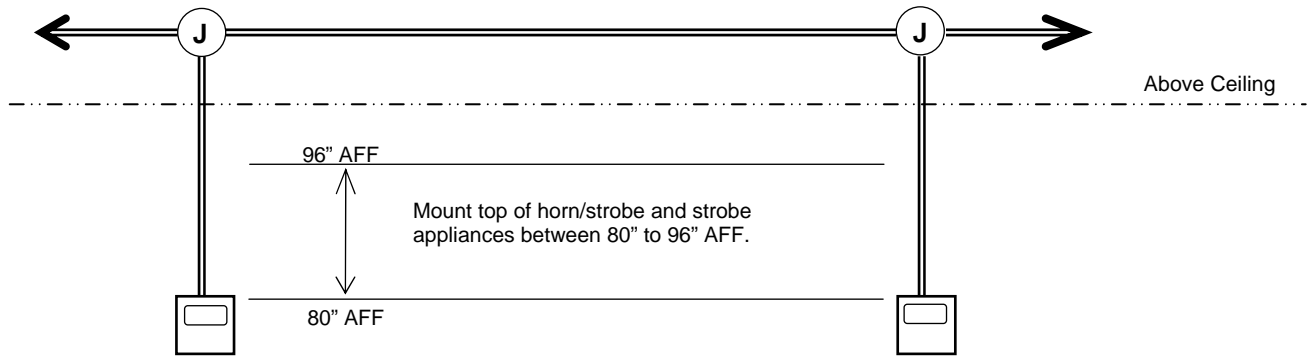 J
J
Above Ceiling
96” AFF
Mount top of horn/strobe and strobe
appliances between 80” to 96” AFF.
80” AFF